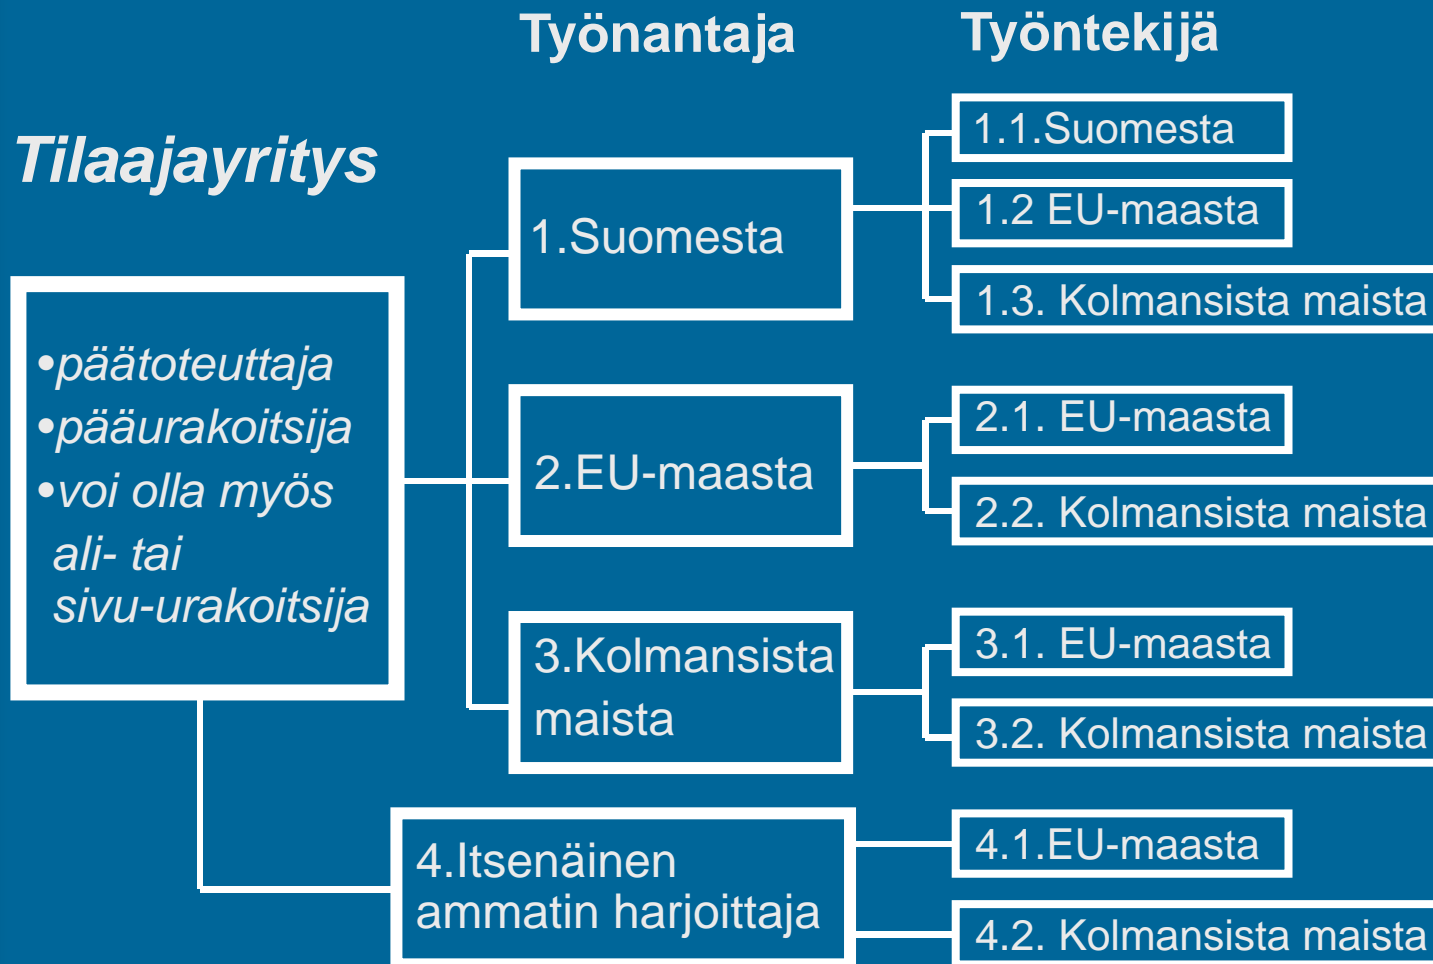 Työnantaja
Työntekijä
Tilaajayritys
•päätoteuttaja
•pääurakoitsija
•voi olla myös
ali- tai
sivu-urakoitsija
1.Suomesta
1.1.Suomesta
1.2 EU-maasta
1.3. Kolmansista maista
2.EU-maasta
2.1. EU-maasta
2.2. Kolmansista maista
3.Kolmansista
maista
3.1. EU-maasta
3.2. Kolmansista maista
4.Itsenäinen
ammatin harjoittaja
4.1.EU-maasta
4.2. Kolmansista maista